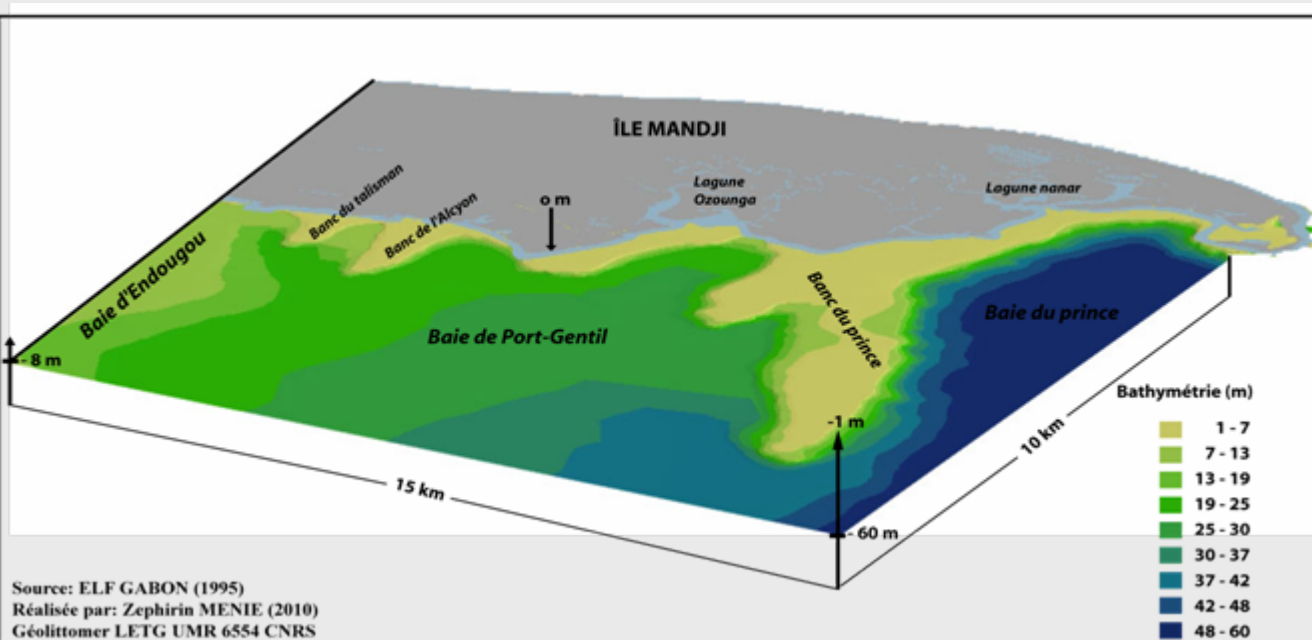 ÎLE MANDJI
Banc du talisman
Banc de l'Alcyon
o m
Lagune
Ozounga
Lagune nanar
Baie d'Endougou
Baie de Port-Gentil
Banc du prince
Baie du prince
- 8 m
-1 m
- 60 m
15 km
10 km
Bathymétrie (m)
1 - 7
7 - 13
13 - 19
19 - 25
25 - 30
30 - 37
37 - 42
42 - 48
48 - 60
Source: ELF GABON (1995)
Réalisée par: Zephirin MENIE (2010)
Géolittomer LETG UMR 6554 CNRS